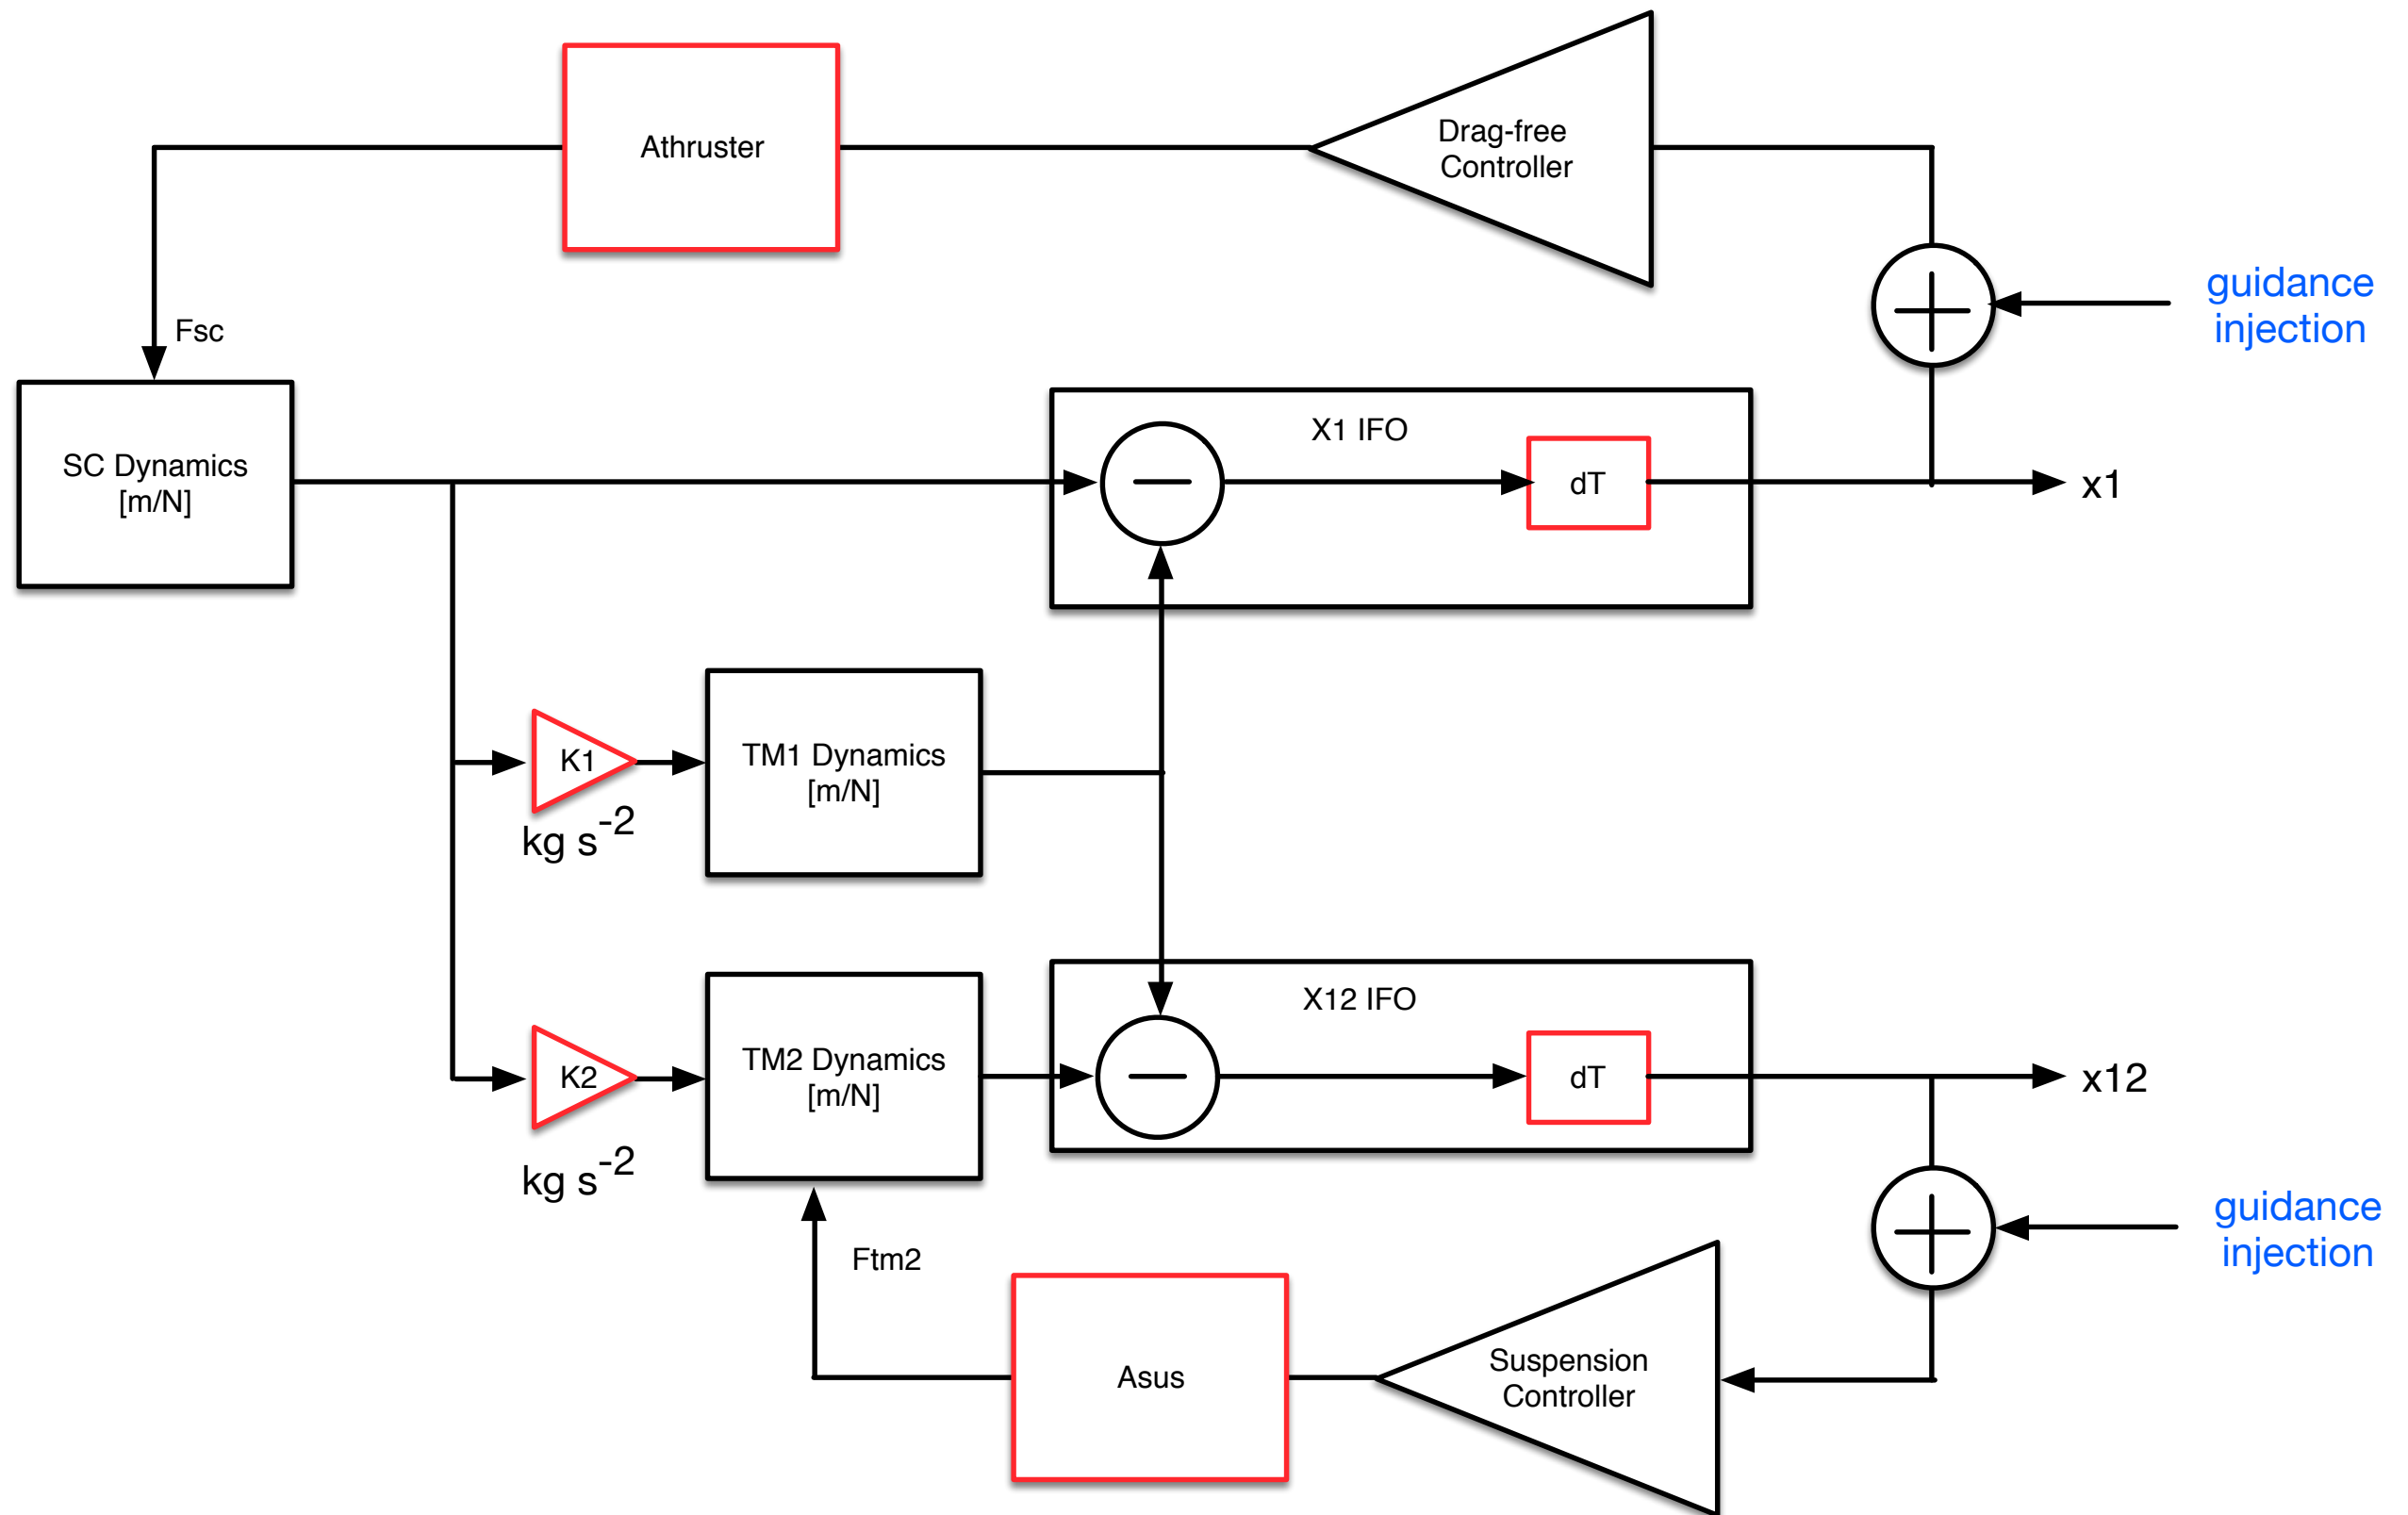 Athruster
Drag-free
Controller
guidance
injection
Fsc
X1 IFO
SC Dynamics
[m/N]
dT
x1
K1
TM1 Dynamics
[m/N]
kg s-2
X12 IFO
K2
TM2 Dynamics
[m/N]
dT
x12
kg s-2
guidance
injection
Ftm2
Asus
Suspension
Controller